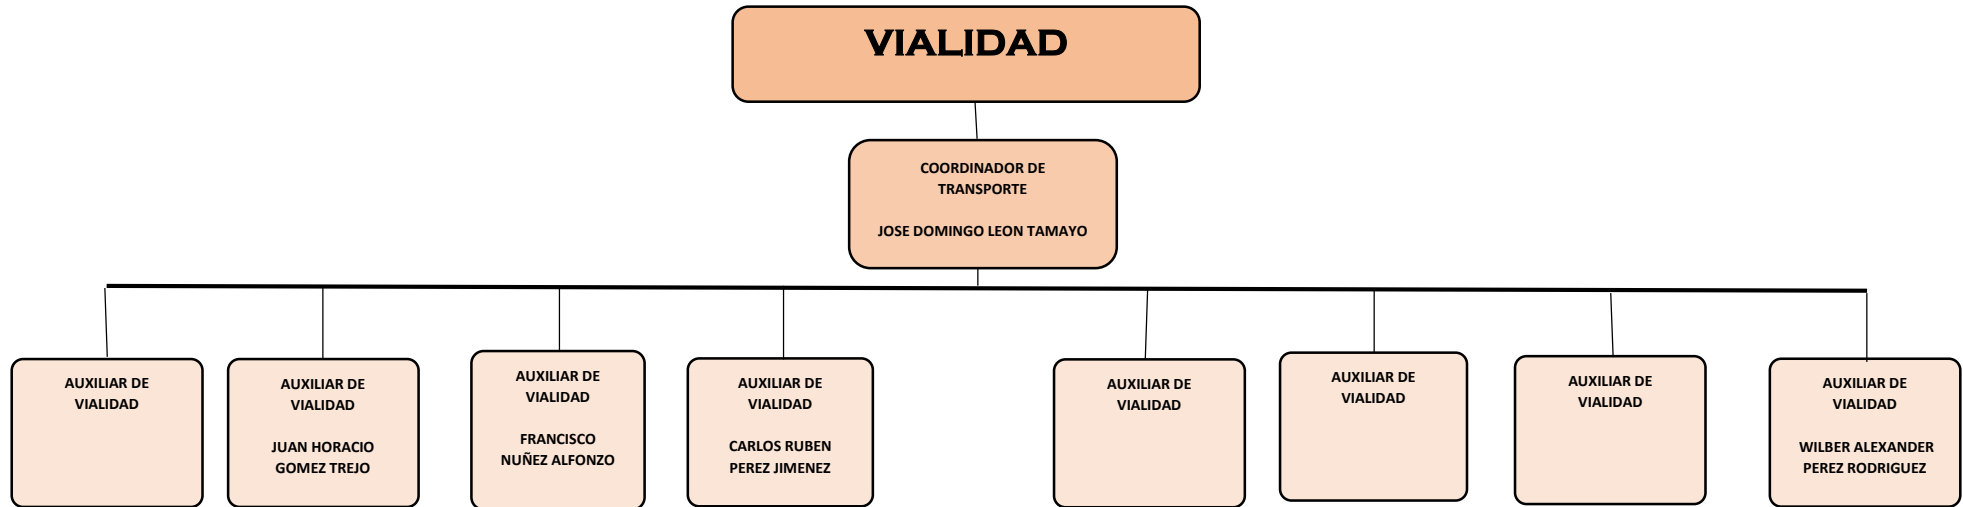 VIALIDAD
COORDINADOR DE
TRANSPORTE
JOSE DOMINGO LEON TAMAYO
AUXILIAR DE
VIALIDAD
AUXILIAR DE
VIALIDAD
JUAN HORACIO
GOMEZ TREJO
AUXILIAR DE
VIALIDAD
FRANCISCO
NUÑEZ ALFONZO
AUXILIAR DE
VIALIDAD
CARLOS RUBEN
PEREZ JIMENEZ
AUXILIAR DE
VIALIDAD
AUXILIAR DE
VIALIDAD
AUXILIAR DE
VIALIDAD
AUXILIAR DE
VIALIDAD
WILBER ALEXANDER
PEREZ RODRIGUEZ